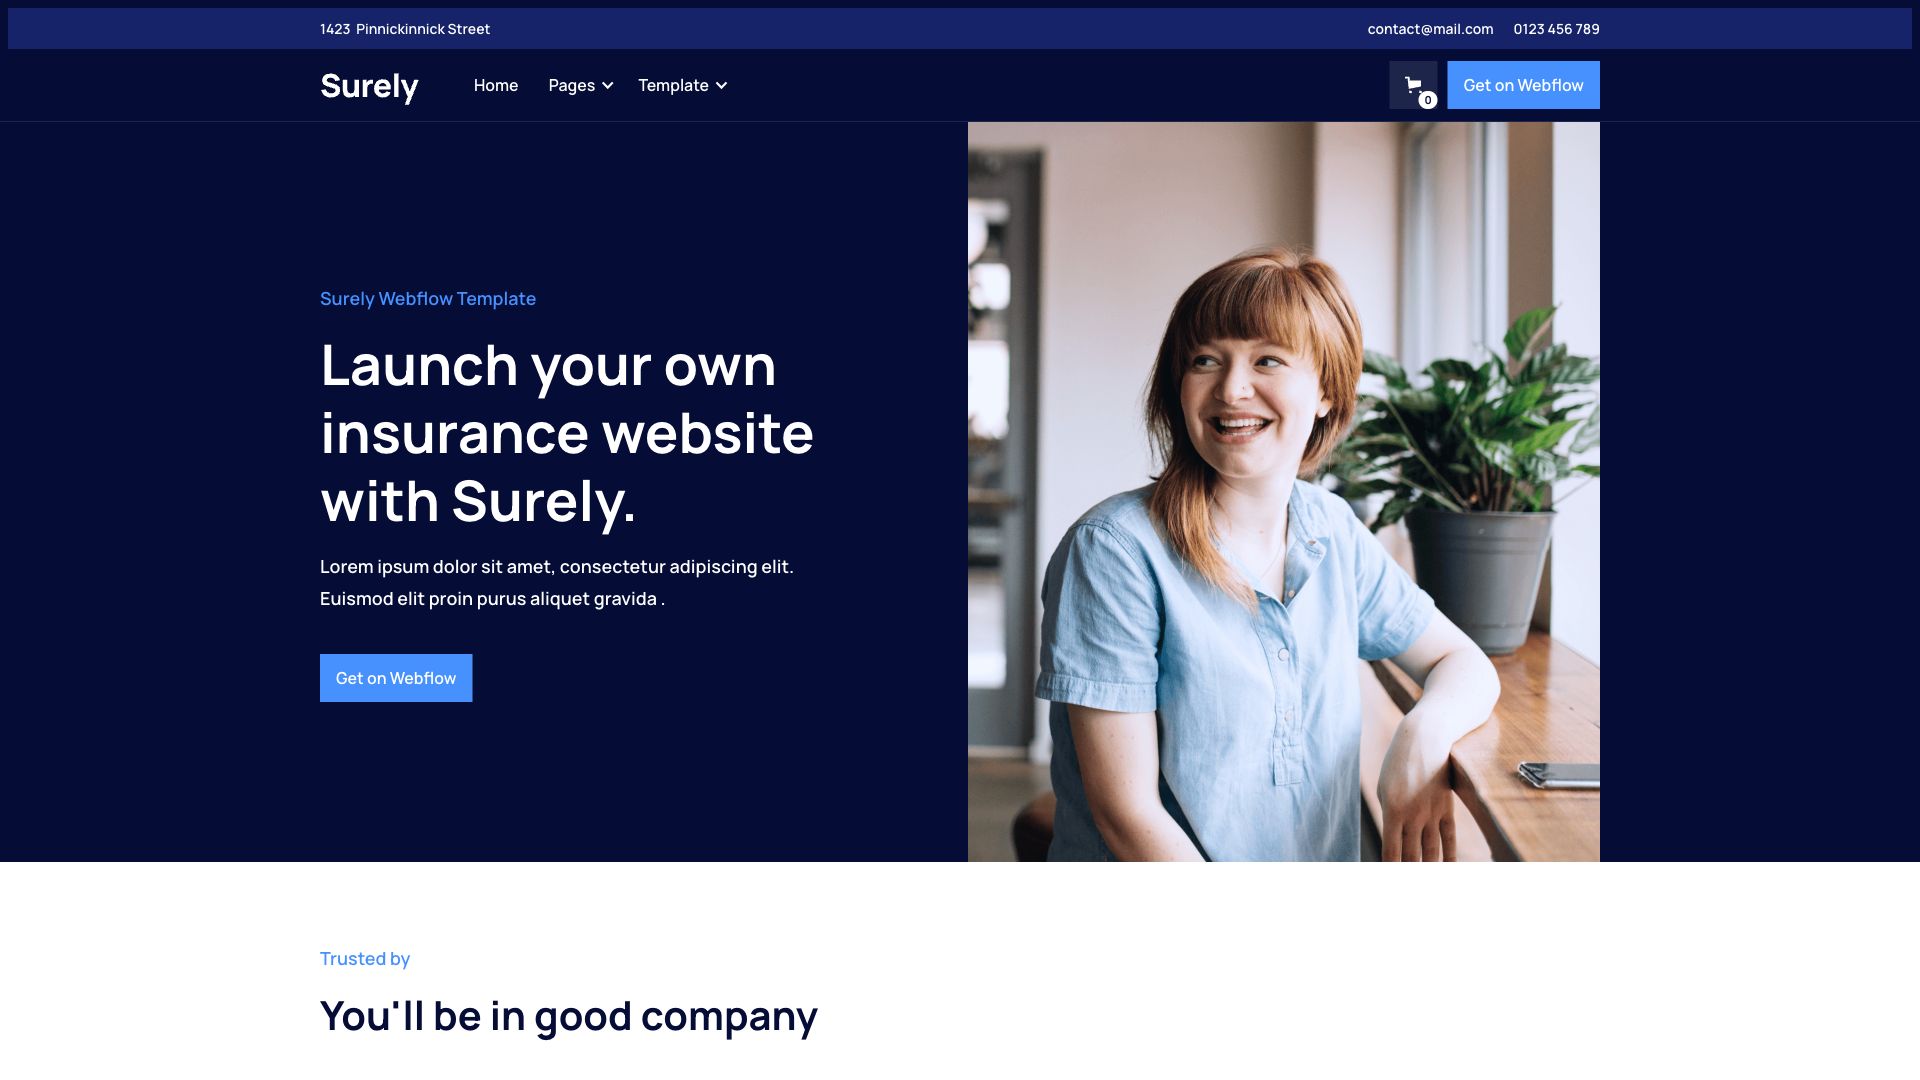 1423 Pinnickinnick Street
contact@mail.com 0123 456 789
Surely Home Pages Template
0
Get on Webflow
Surely Webflow Template
Launch your own
insurance website
with Surely.
Lorem ipsum dolor sit amet, consectetur adipiscing elit.
Euismod elit proin purus aliquet gravida .
Get on Webflow
Trusted by
You'll be in good company